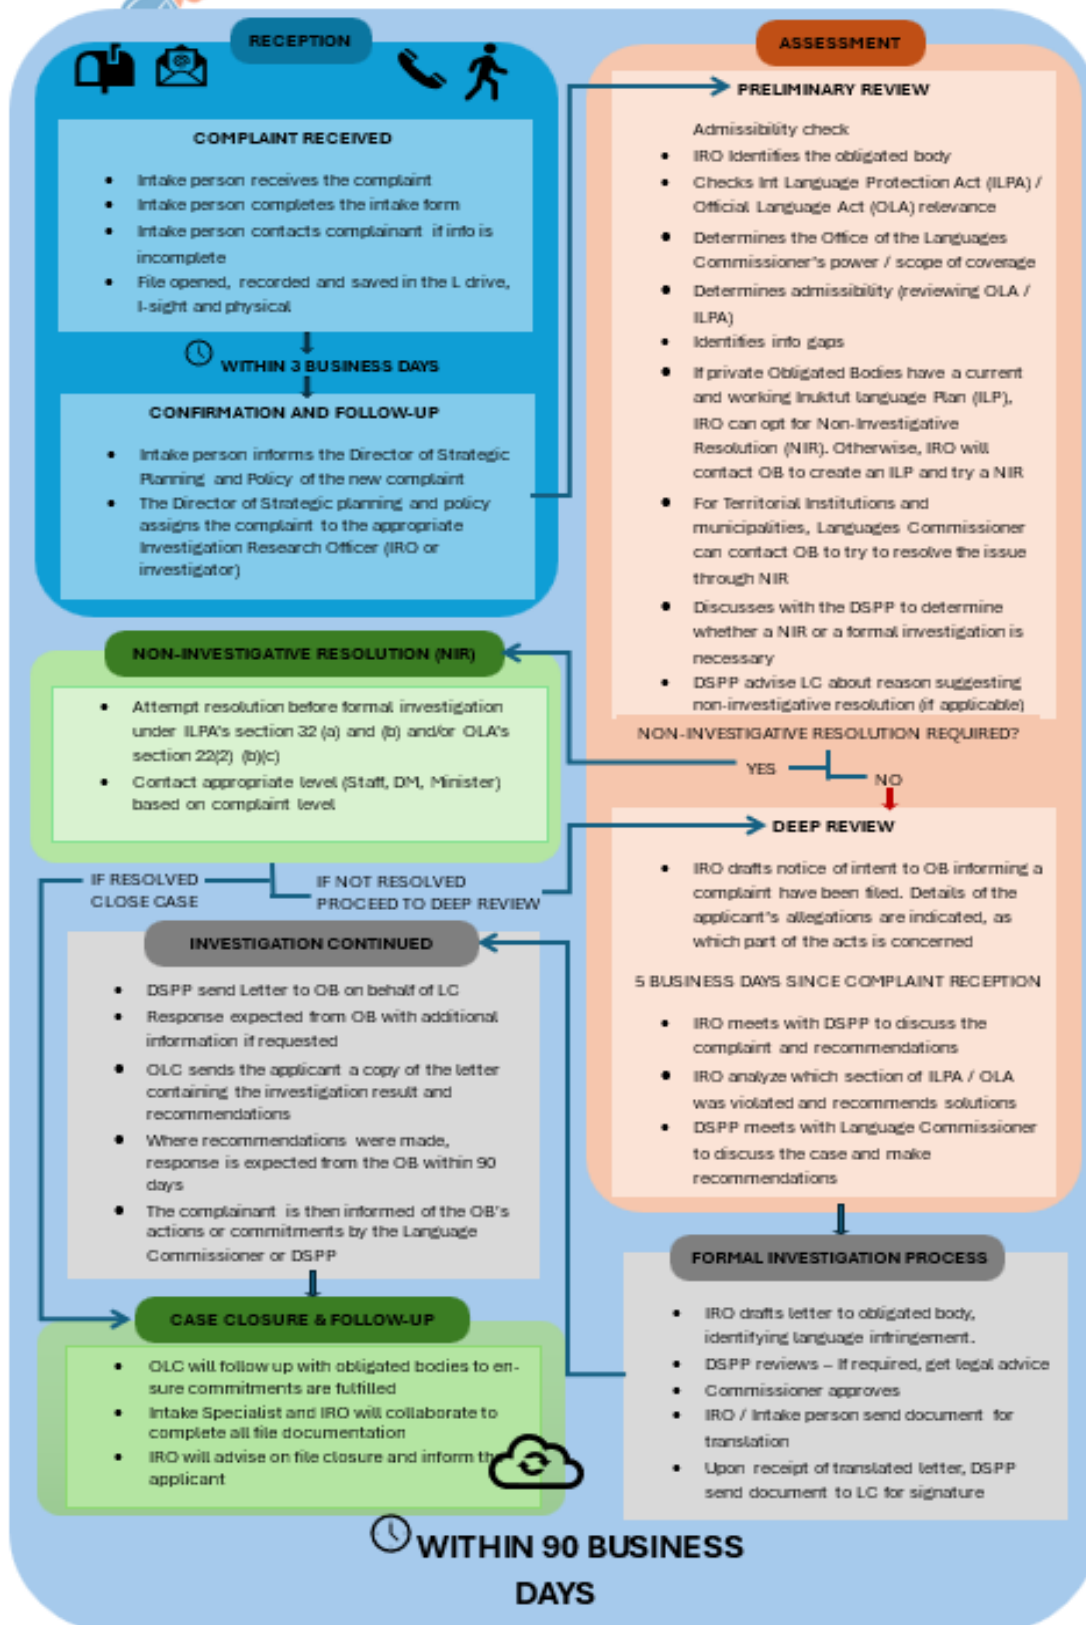 RECEPTION
COMPLAINT RECEIVED
• Intake person receives the complaint
• Intake person completes the intake form
• Intake person contacts complainant if info is
incomplete
• File opened, recorded and saved in the L drive,
I-sight and physical
WITHIN 3 BUSINESS DAYS
CONFIRMATION AND FOLLOW-UP
• Intake person informs the Director of Strategic
Planning and Policy of the new complaint
• The Director of Strategic planning and policy
assigns the complaint to the appropriate
Investigation Research Officer (IRO or
investigator)
ASSESSMENT
PRELIMINARY REVIEW
Admissibility check
• IRO Identifies the obligated body
• Checks Int Language Protection Act (ILPA) /
Official Language Act (OLA) relevance
• Determines the Office of the Languages
Commissioner's power / scope of coverage
• Determines admissibility (reviewing OLA /
ILPA)
• Identifies info gaps
• If private Obligated Bodies have a current
and working Inuktut language Plan (ILP),
IRO can opt for Non-Investigative
Resolution (NIR). Otherwise, IRO will
contact OB to create an ILP and try a NIR
• For Territorial Institutions and
municipalities, Languages Commissioner
can contact OB to try to resolve the issue
through NIR
• Discusses with the DSPP to determine
whether a NIR or a formal investigation is
necessary
• DSPP advise LC about reason suggesting
non-investigative resolution (if applicable)
NON-INVESTIGATIVE RESOLUTION REQUIRED?
YES
NO
NON-INVESTIGATIVE RESOLUTION (NIR)
• Attempt resolution before formal investigation
under ILPA's section 32 (a) and (b) and/or OLA's
section 22(2) (b)(c)
• Contact appropriate level (Staff, DM, Minister)
based on complaint level
IF RESOLVED
CLOSE CASE
IF NOT RESOLVED
PROCEED TO DEEP REVIEW
DEEP REVIEW
• IRO drafts notice of intent to OB informing a
complaint have been filed. Details of the
applicant's allegations are indicated, as
which part of the acts is concerned
5 BUSINESS DAYS SINCE COMPLAINT RECEPTION
• IRO meets with DSPP to discuss the
complaint and recommendations
• IRO analyze which section of ILPA / OLA
was violated and recommends solutions
• DSPP meets with Language Commissioner
to discuss the case and make
recommendations
FORMAL INVESTIGATION PROCESS
• IRO drafts letter to obligated body,
identifying language infringement.
• DSPP reviews – If required, get legal advice
• Commissioner approves
• IRO / Intake person send document for
translation
• Upon receipt of translated letter, DSPP
send document to LC for signature
INVESTIGATION CONTINUED
• DSPP send Letter to OB on behalf of LC
• Response expected from OB with additional
information if requested
• OLC sends the applicant a copy of the letter
containing the investigation result and
recommendations
• Where recommendations were made,
response is expected from the OB within 90
days
• The complainant is then informed of the OB's
actions or commitments by the Language
Commissioner or DSPP
CASE CLOSURE & FOLLOW-UP
• OLC will follow up with obligated bodies to en-
sure commitments are fulfilled
• Intake Specialist and IRO will collaborate to
complete all file documentation
• IRO will advise on file closure and inform the
applicant
WITHIN 90 BUSINESS
DAYS